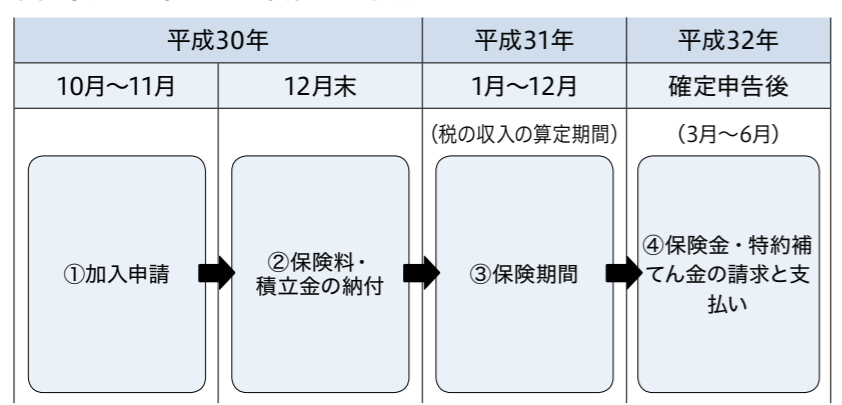 平成30年
平成31年
平成32年
10月〜11月
12月末
1月〜12月
確定申告後
(税の収入の算定期間)
(3月〜6月)
①加入申請
②保険料・
積立金の納付
③保険期間
④保険金・特約補
てん金の請求と支
払い